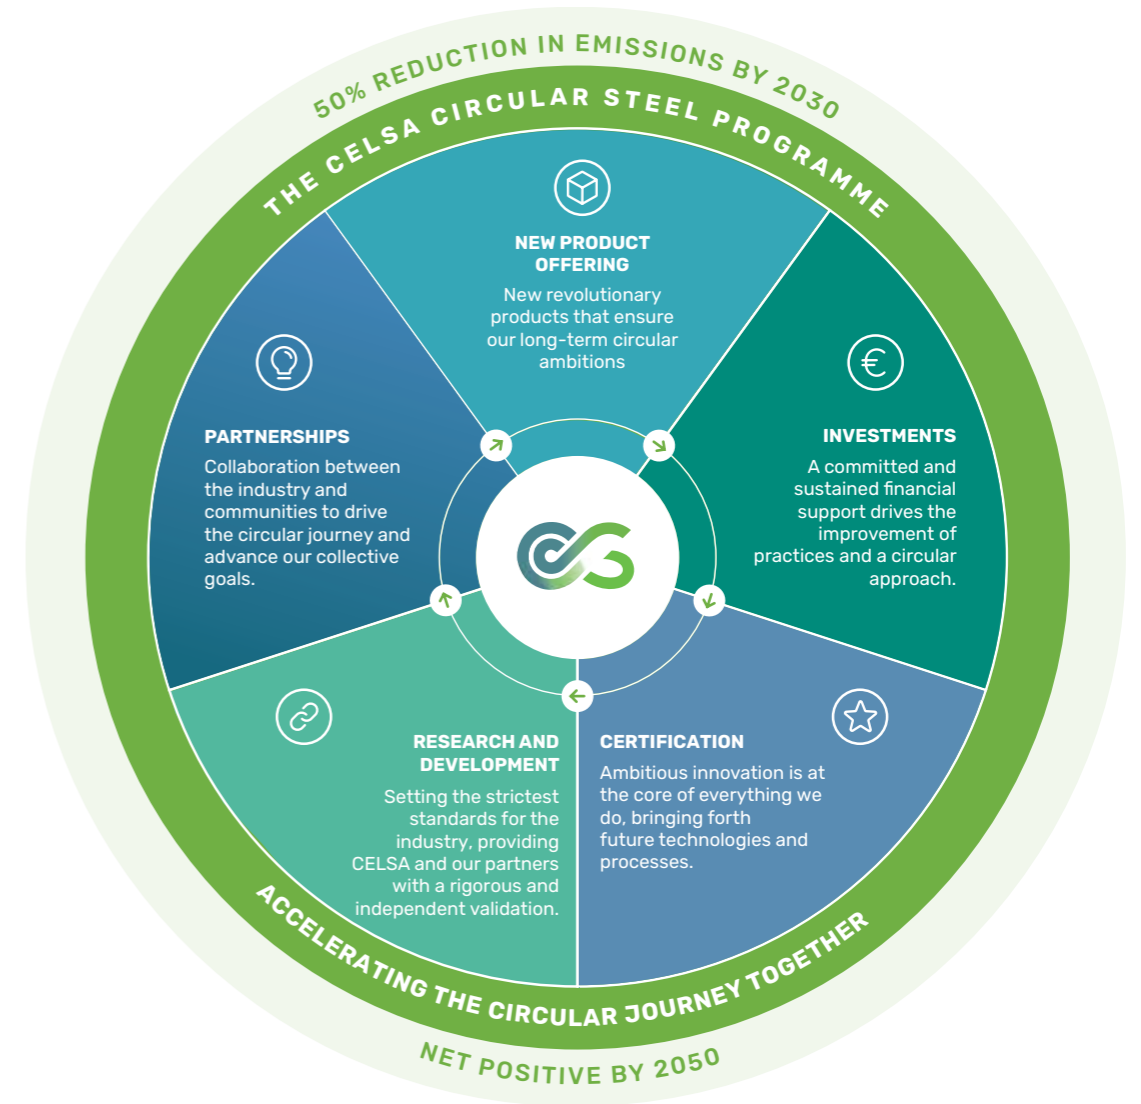 50% REDUCTION IN EMISSIONS BY 2030
THE CELSA CIRCULAR STEEL PROGRAMME
NEW PRODUCT
OFFERING
New revolutionary
products that ensure
our long-term circular
ambitions
PARTNERSHIPS
Collaboration between
the industry and
communities to drive
the circular journey and
advance our collective
goals.
€
INVESTMENTS
A committed and
sustained financial
support drives the
improvement of
practices and a circular
approach.
RESEARCH AND
DEVELOPMENT
Setting the strictest
standards for the
industry, providing
CELSA and our partners
with a rigorous and
independent validation.
CERTIFICATION
Ambitious innovation is at
the core of everything we
do, bringing forth
future technologies and
processes.
ACCELERATING THE CIRCULAR JOURNEY TOGETHER
NET POSITIVE BY 2050